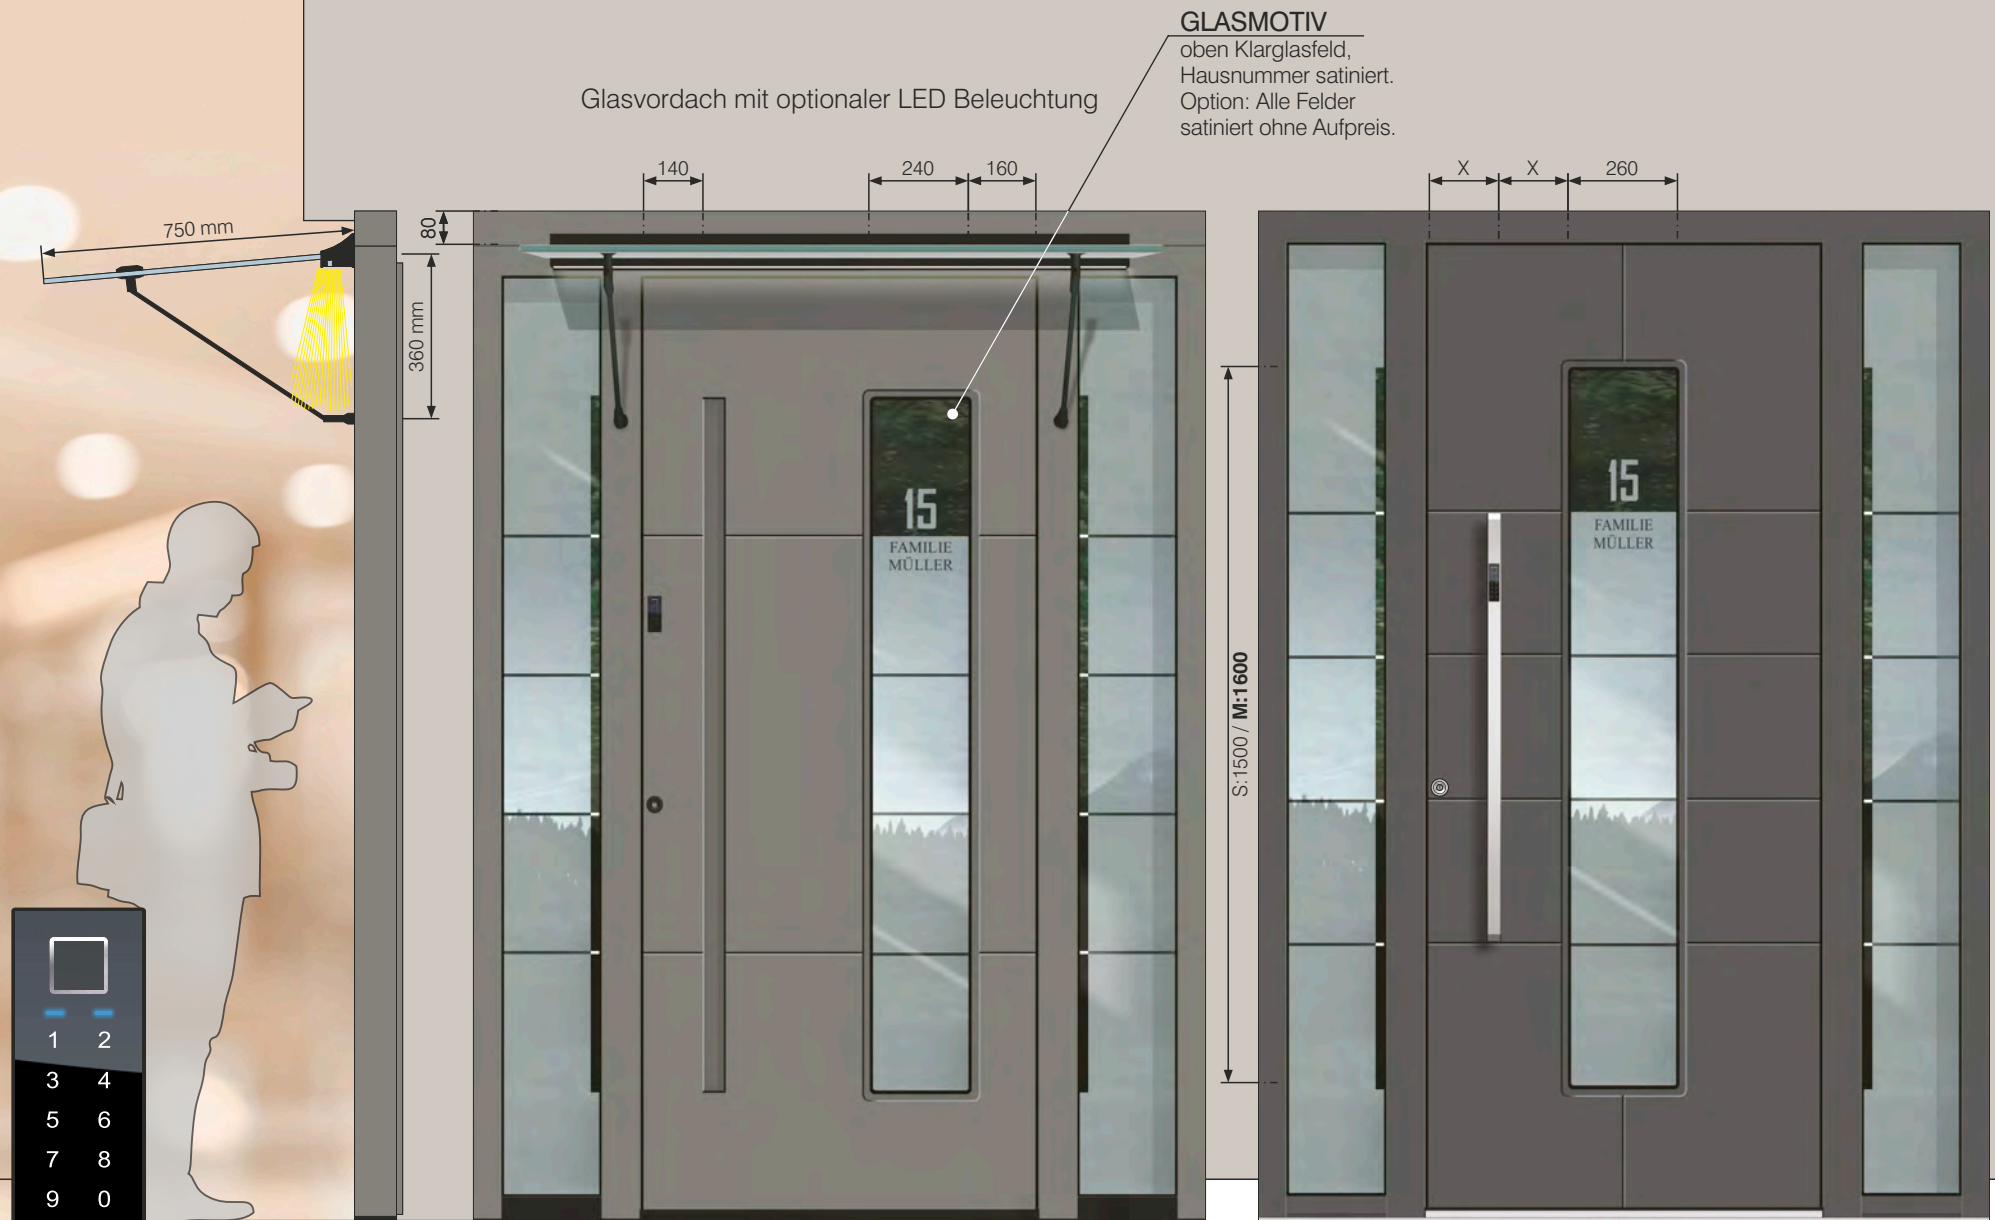 GLASMOTIV
oben Klarglasfeld,
Hausnummer satiniert.
Option: Alle Felder
satiniert ohne Aufpreis.
Glasvordach mit optionaler LED Beleuchtung
140
240
160
X
X
260
750 mm
80
360 mm
15
FAMILIE
MÜLLER
15
FAMILIE
MÜLLER
S:1500 / M:1600
1 2
3 4
5 6
7 8
9 0